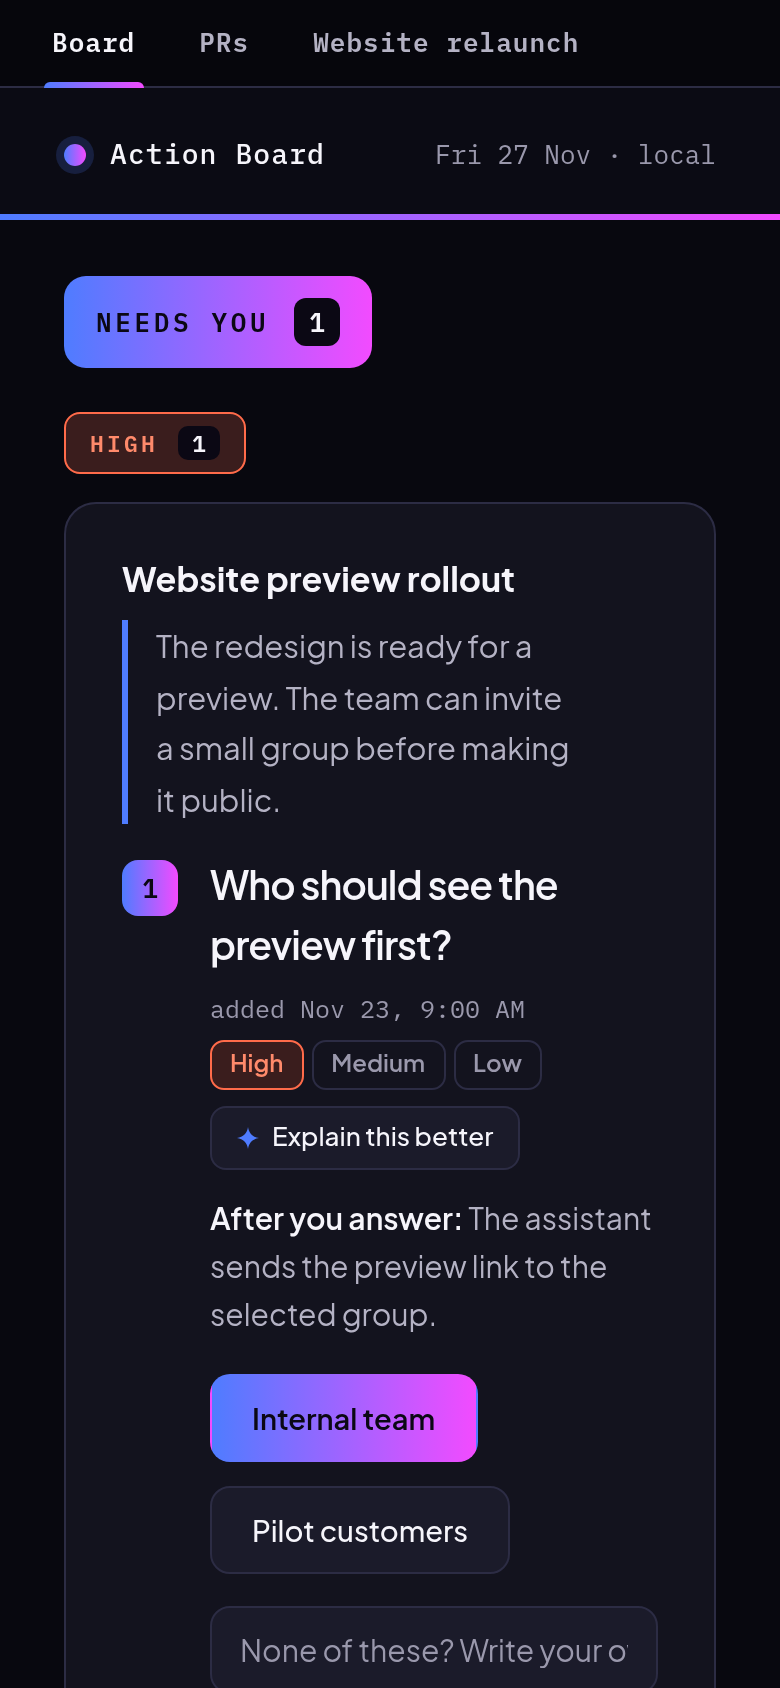 Board PRs Website relaunch
Action Board Fri 27 Nov · local
NEEDS YOU 1
HIGH 1
Website preview rollout
The redesign is ready for a
preview. The team can invite
a small group before making
it public.
1 Who should see the
preview first?
added Nov 23, 9:00 AM
High Medium Low
✦ Explain this better
After you answer: The assistant
sends the preview link to the
selected group.
Internal team
Pilot customers
None of these? Write your